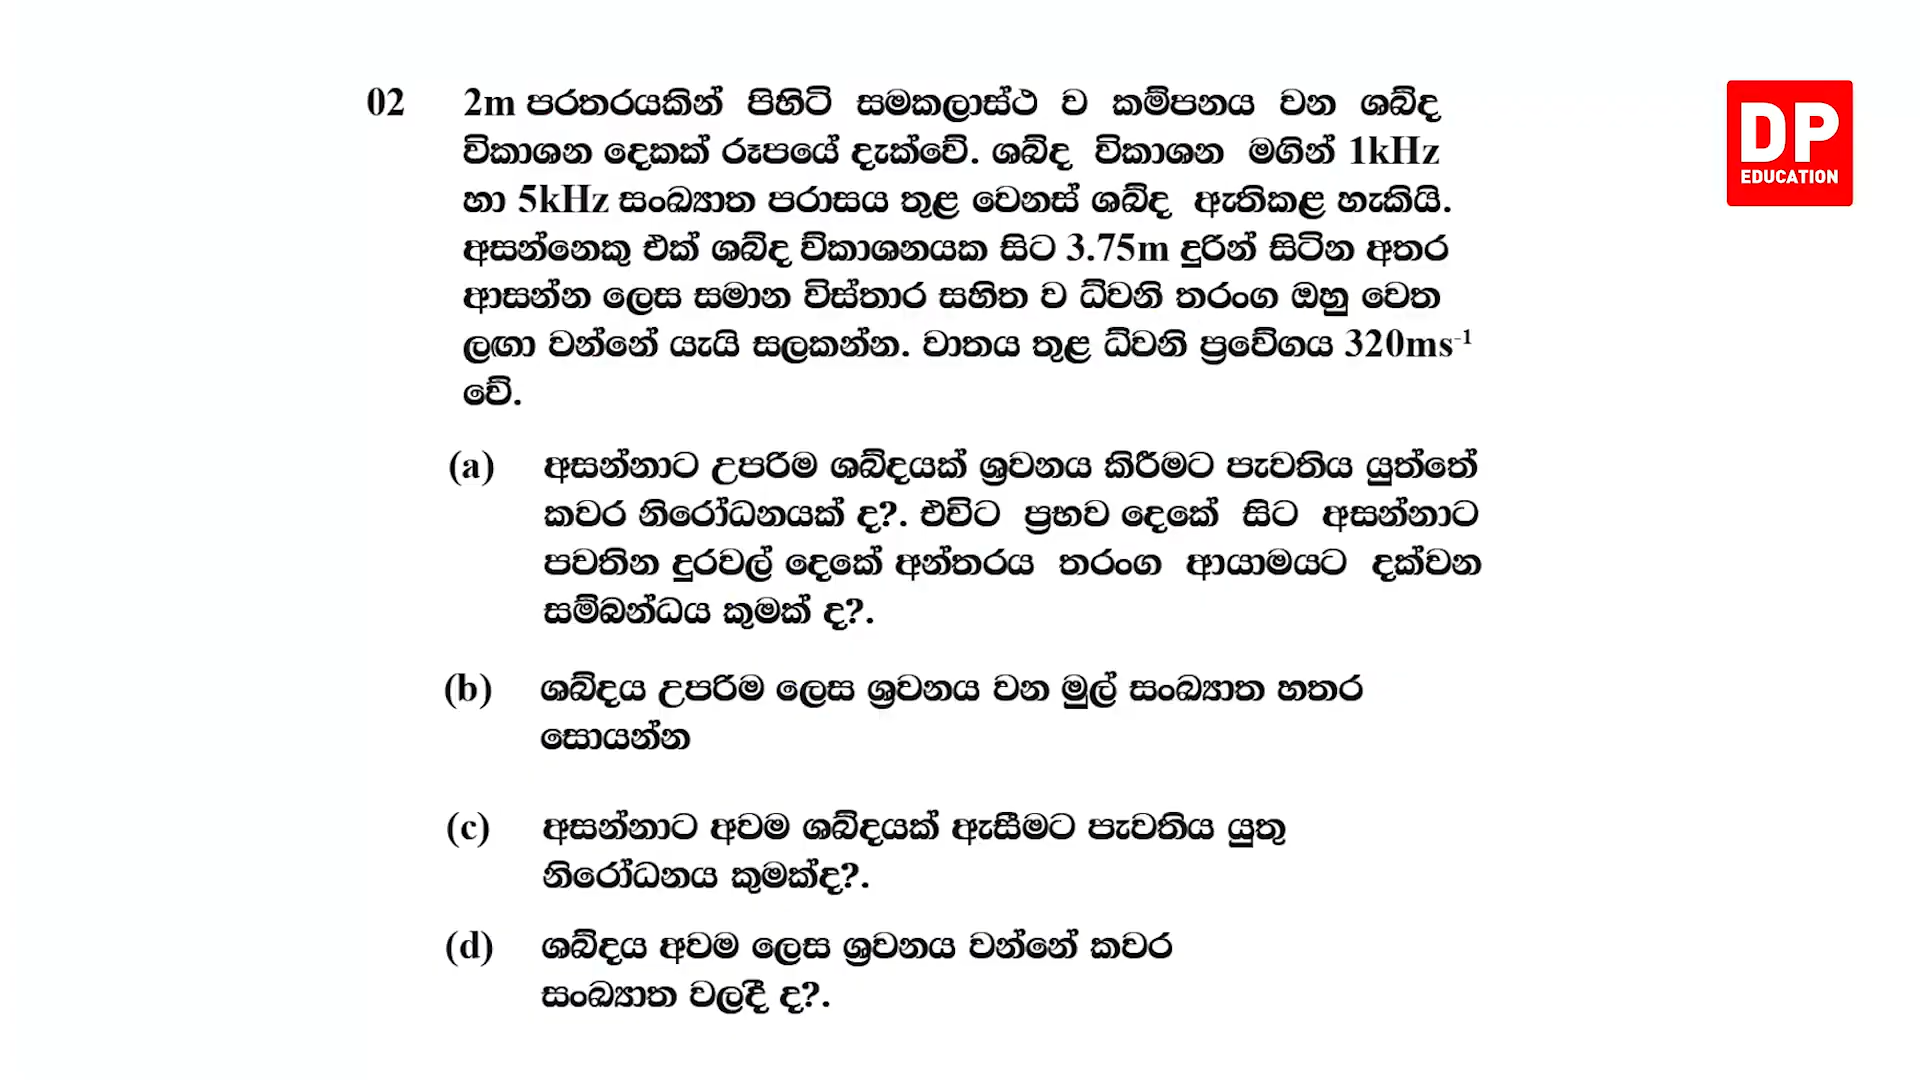 02 2m පරතරයකින් පිහිටි සමකලාස්ථ ව කම්පනය වන ශබ්ද
විකාශන දෙකක් රූපයේ දැක්වේ. ශබ්ද විකාශන මගින් 1kHz
හා 5kHz සංඛ්‍යාත පරාසය තුළ වෙනස් ශබ්ද ඇතිකළ හැකියි.
අසන්නෙකු එක් ශබ්ද විකාශනයක සිට 3.75m දුරින් සිටින අතර
ආසන්න ලෙස සමාන විස්තාර සහිත ව ධ්වනි තරංග ඔහු වෙත
ලඟා වන්නේ යැයි සලකන්න. වාතය තුළ ධ්වනි ප්‍රවේගය 320ms⁻¹
වේ.
(a) අසන්නාට උපරිම ශබ්දයක් ශ්‍රවනය කිරීමට පැවතිය යුත්තේ
කවර නිරෝධනයක් ද?. එවිට ප්‍රභව දෙකේ සිට අසන්නාට
පවතින දුරවල් දෙකේ අන්තරය තරංග ආයාමයට දක්වන
සම්බන්ධය කුමක් ද?.
(b) ශබ්දය උපරිම ලෙස ශ්‍රවනය වන මුල් සංඛ්‍යාත හතර
සොයන්න
(c) අසන්නාට අවම ශබ්දයක් ඇසීමට පැවතිය යුතු
නිරෝධනය කුමක්ද?.
(d) ශබ්දය අවම ලෙස ශ්‍රවනය වන්නේ කවර
සංඛ්‍යාත වලදී ද?.
DP
EDUCATION